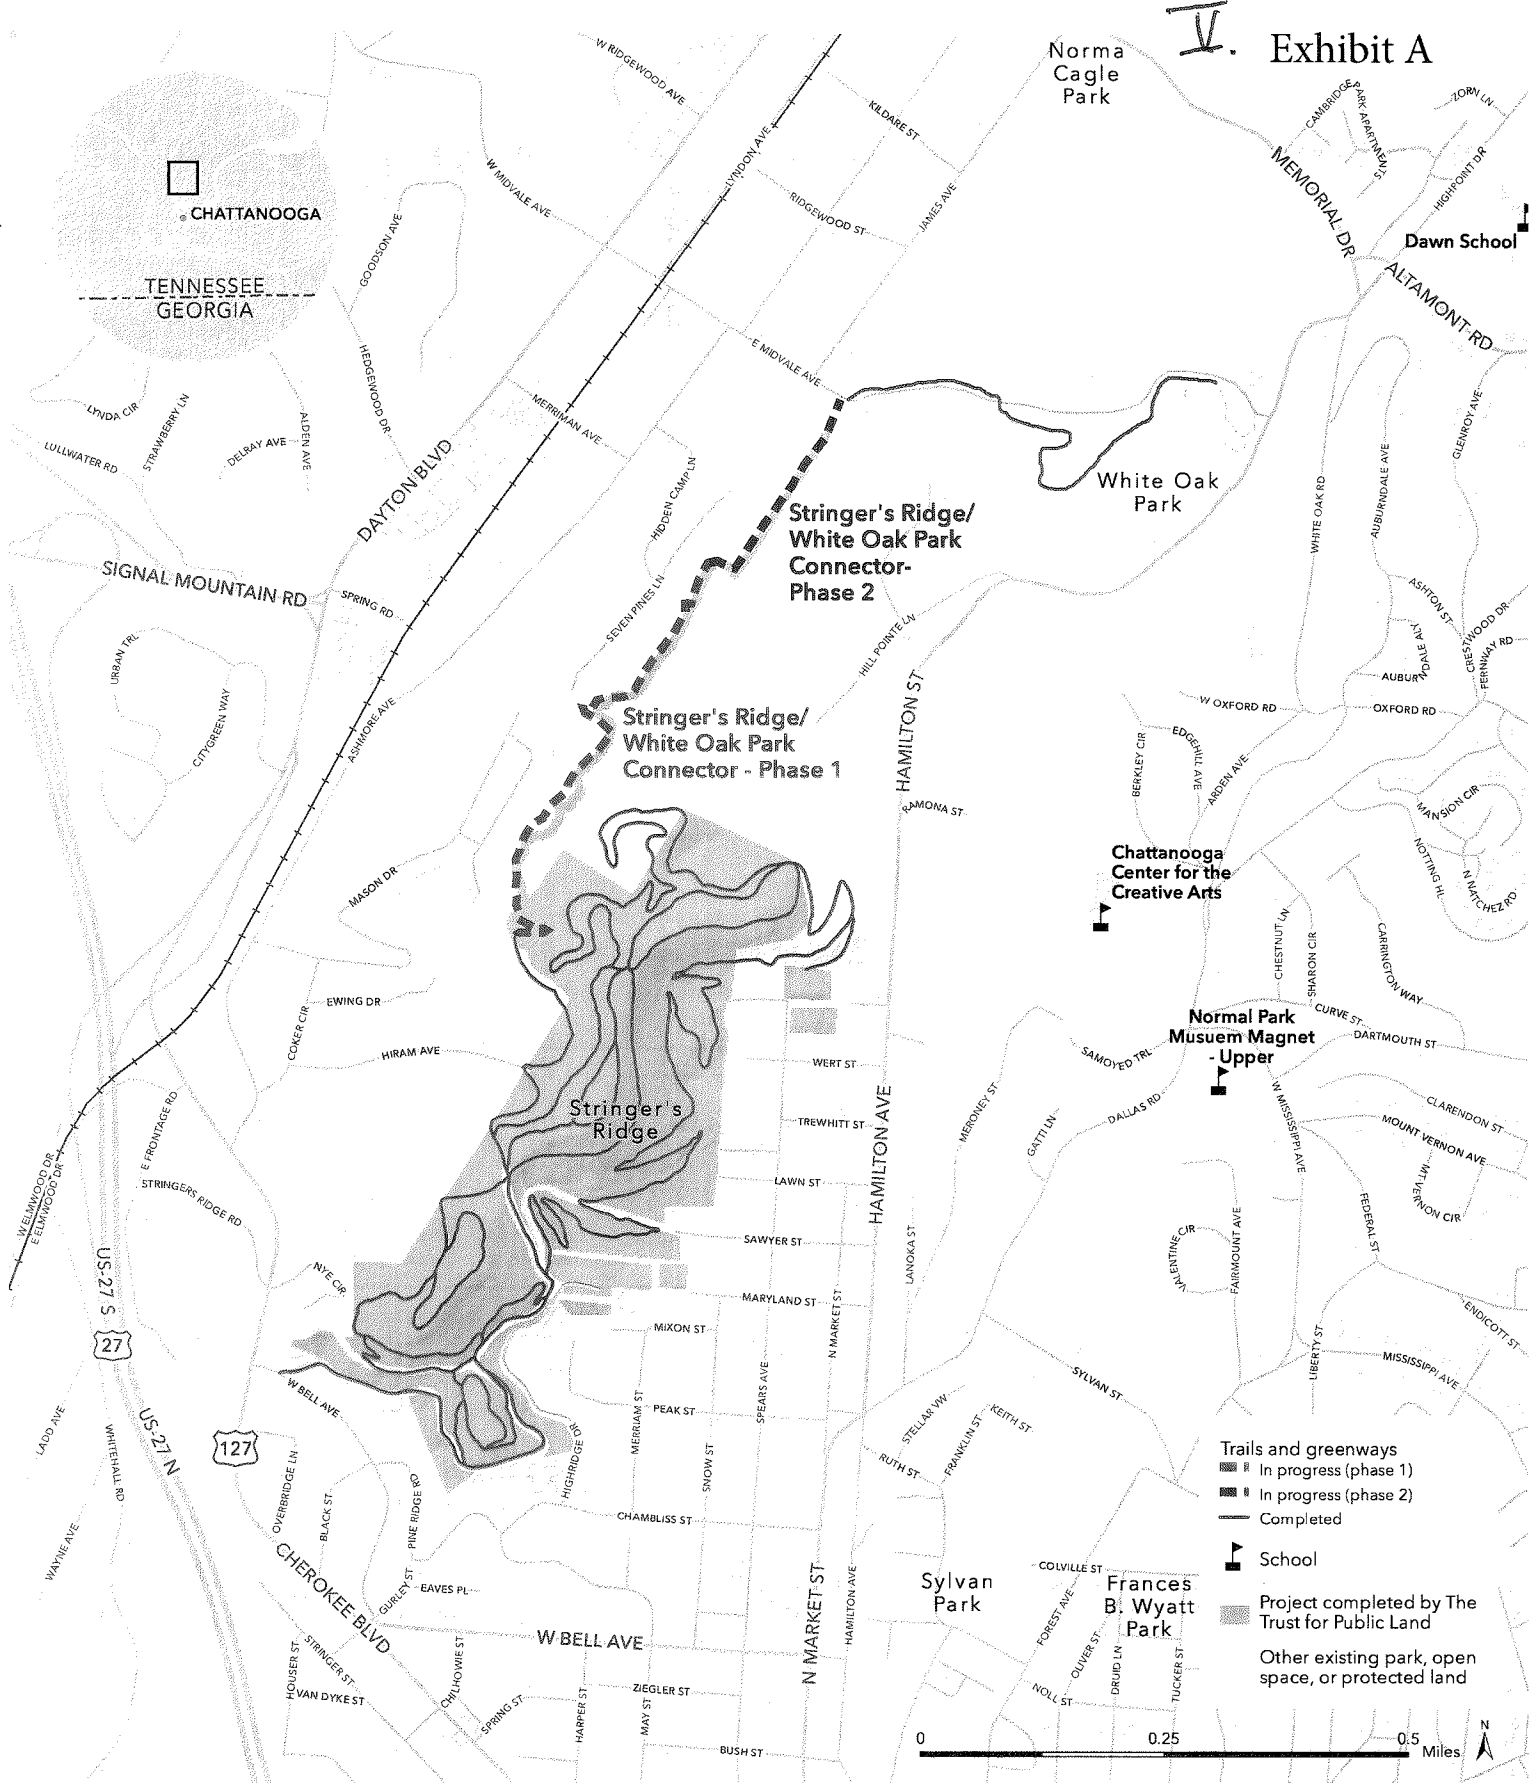 V. Exhibit A
Norma
Cagle
Park
W RIDGEWOOD AVE
KILDARE ST
LYNDON AVE
CAMBRIDGE
PARK APARTMENTS
ZORN LN
HIGHPOINT DR
MEMORIAL DR
Dawn School
ALTAMONT RD
CHATTANOOGA
TENNESSEE
GEORGIA
GOODSON AVE
W MIDVALE AVE
RIDGEWOOD ST
JAMES AVE
E MIDVALE AVE
HEDGEWOOD DR
MERRIMAN AVE
LYNDA CIR
STRAWBERRY LN
LULLWATER RD
DELRAY AVE
ALDEN AVE
DAYTON BLVD
HIDDEN CAMP LN
White Oak
Park
GLENROY AVE
WHITE OAK RD
AUBURNDALE AVE
Stringer's Ridge/
White Oak Park
Connector-
Phase 2
SIGNAL MOUNTAIN RD
SPRING RD
SEVEN PINES LN
HILL POINTE LN
ASHTON ST
CRESTWOOD DR
FERNWAY RD
AUBURNDALE ALY
URBAN TRL
CITYGREEN WAY
ASHMORE AVE
Stringer's Ridge/
White Oak Park
Connector - Phase 1
HAMILTON ST
W OXFORD RD
OXFORD RD
BERKLEY CIR
EDGEHILL AVE
ARDEN AVE
RAMONA ST
MANSION CIR
NOTTING HL
N NATCHEZ RD
Chattanooga
Center for the
Creative Arts
MASON DR
CHESTNUT LN
SHARON CIR
CARRINGTON WAY
EWING DR
COKER CIR
HIRAM AVE
CURVE ST
DARTMOUTH ST
Normal Park
Musuem Magnet
- Upper
WERT ST
SAMOYED TRL
DALLAS RD
MERONEY ST
GATTI LN
W MISSISSIPPI AVE
CLARENDON ST
MOUNT VERNON AVE
MT VERNON CIR
Stringer's
Ridge
TREWHITT ST
HAMILTON AVE
E FRONTAGE RD
STRINGERS RIDGE RD
W ELMWOOD DR
E ELMWOOD DR
LAWN ST
SAWYER ST
LANOKA ST
VALENTINE CIR
FAIRMOUNT AVE
FEDERAL ST
US-27 S
27
NYE CIR
MARYLAND ST
MIXON ST
N MARKET ST
ENDICOTT ST
LIBERTY ST
MISSISSIPPI AVE
SYLVAN ST
W BELL AVE
US-27 N
LADD AVE
WHITEHALL RD
127
SPEARS AVE
PEAK ST
MERRIAM ST
SNOW ST
HIGHRIDGE DR
STELLAR VW
KEITH ST
FRANKLIN ST
RUTH ST
OVERBRIDGE LN
BLACK ST
PINE RIDGE RD
CHAMBLISS ST
WAYNE AVE
CHEROKEE BLVD
GURLEY ST
EAVES PL
W BELL AVE
N MARKET ST
HAMILTON AVE
Sylvan
Park
COLVILLE ST
Frances
B. Wyatt
Park
FOREST AVE
OLIVER ST
DRUID LN
TUCKER ST
NOLL ST
HOUSER ST
STRINGER ST
VAN DYKE ST
CHILHOWIE ST
SPRING ST
HARPER ST
MAY ST
ZIEGLER ST
BUSH ST
Trails and greenways
In progress (phase 1)
In progress (phase 2)
Completed
School
Project completed by The
Trust for Public Land
Other existing park, open
space, or protected land
0 0.25 0.5
Miles
N